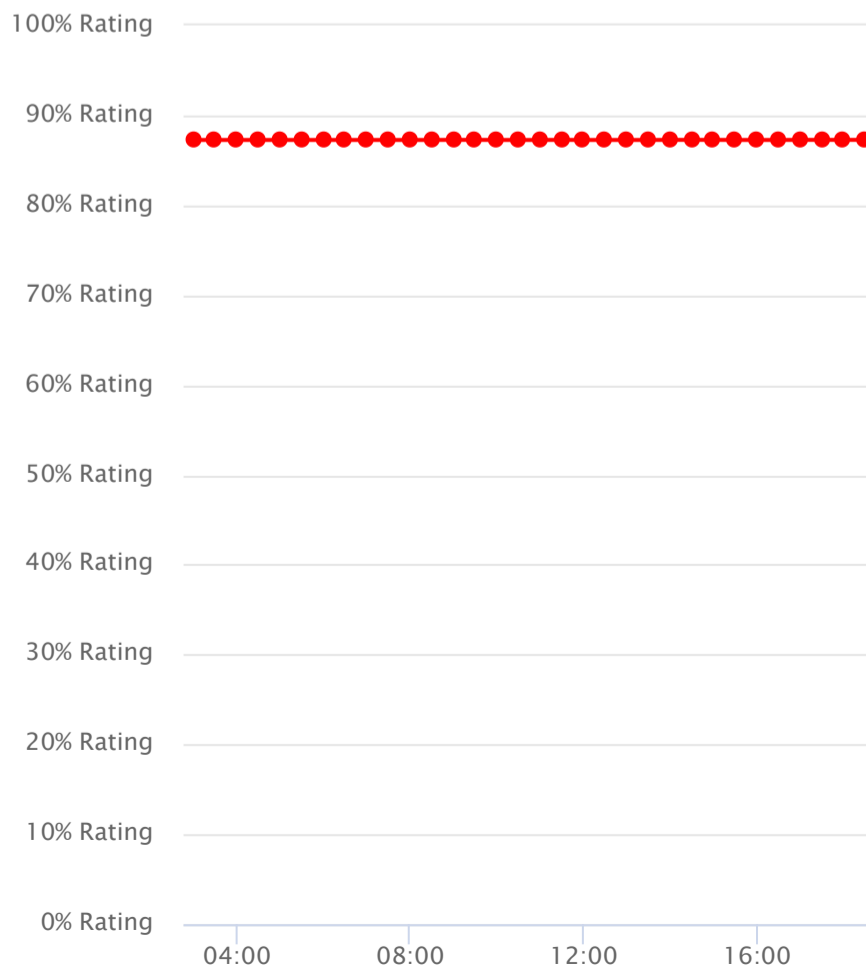 100% Rating
90% Rating
80% Rating
70% Rating
60% Rating
50% Rating
40% Rating
30% Rating
20% Rating
10% Rating
0% Rating
04:00 08:00 12:00 16:00